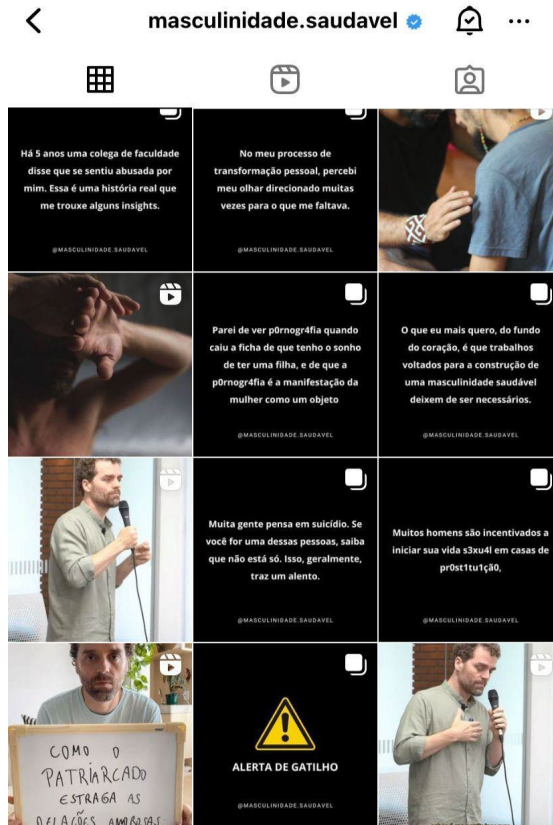 masculinidade.saudavel
Há 5 anos uma colega de faculdade
disse que se sentiu abusada por
mim. Essa é uma história real que
me trouxe alguns insights.
@MASCULINIDADE.SAUDAVEL
No meu processo de
transformação pessoal, percebi
meu olhar direcionado muitas
vezes para o que me faltava.
@MASCULINIDADE.SAUDAVEL
Parei de ver p0rnogr4fia quando
caiu a ficha de que tenho o sonho
de ter uma filha, e de que a
p0rnogr4fia é a manifestação da
mulher como um objeto
@MASCULINIDADE.SAUDAVEL
O que eu mais quero, do fundo
do coração, é que trabalhos
voltados para a construção de
uma masculinidade saudável
deixem de ser necessários.
@MASCULINIDADE.SAUDAVEL
Muita gente pensa em suicídio. Se
você for uma dessas pessoas, saiba
que não está só. Isso, geralmente,
traz um alento.
@MASCULINIDADE.SAUDAVEL
Muitos homens são incentivados a
iniciar sua vida s3xu4l em casas de
pr0st1tu1çã0,
@MASCULINIDADE.SAUDAVEL
COMO O
PATRIARCADO
ESTRAGA AS
RELAÇÕES AMOROSAS
ALERTA DE GATILHO
@MASCULINIDADE.SAUDAVEL